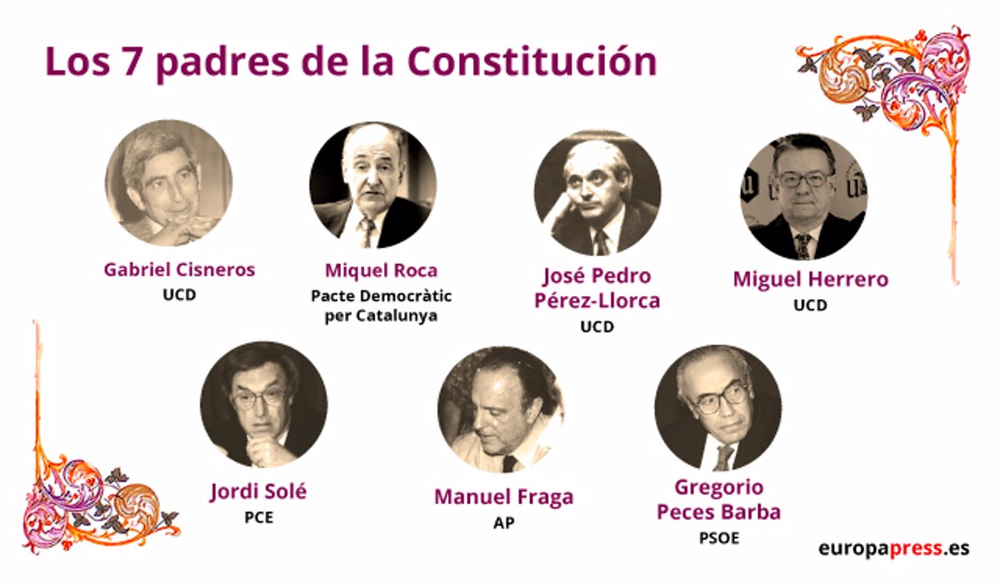 Los 7 padres de la Constitución
Gabriel Cisneros
UCD
Miquel Roca
Pacte Democràtic
per Catalunya
José Pedro
Pérez-Llorca
UCD
Miguel Herrero
UCD
Jordi Solé
PCE
Manuel Fraga
AP
Gregorio
Peces Barba
PSOE
europapress.es